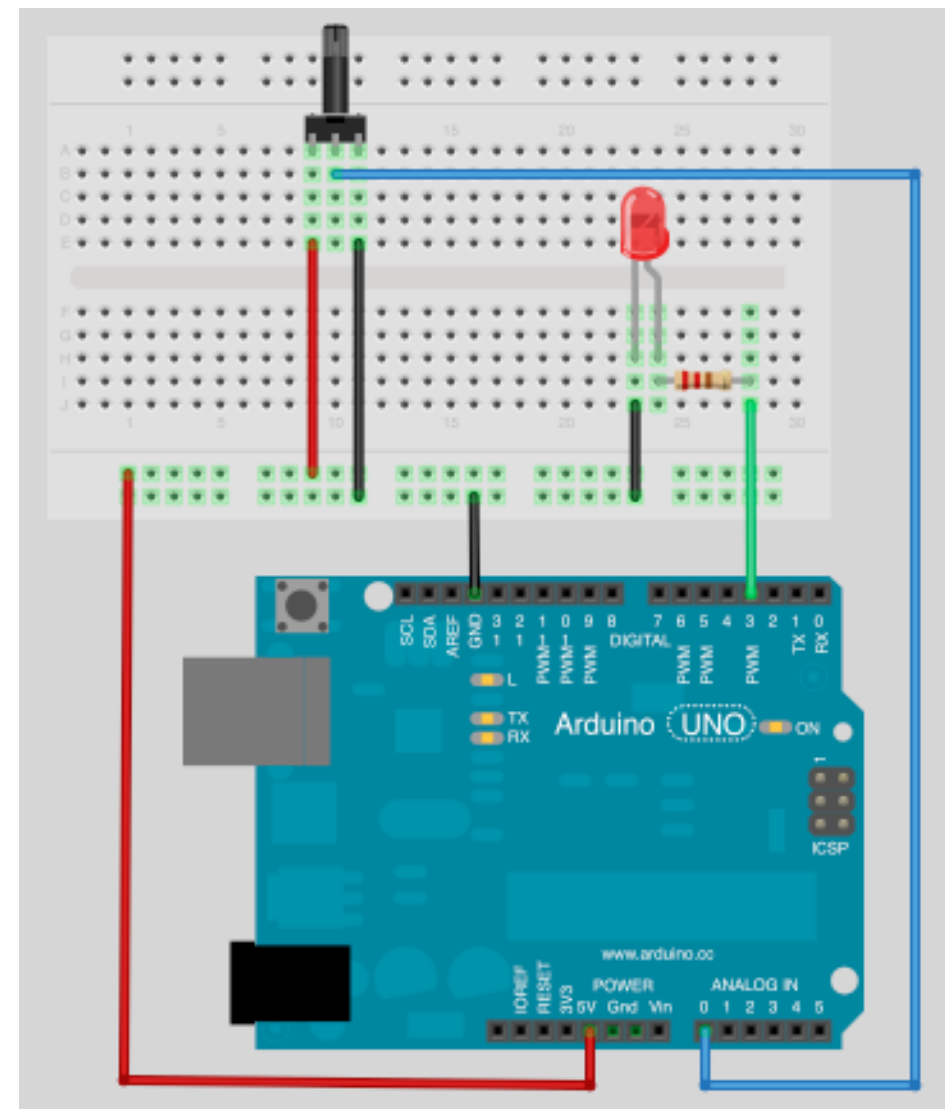 1 5 15 20 25 30
A
B
C
D
E
F
G
H
I
J
1 5 10 15 20 25 30
SCL
SDA
AREF
GND
13
12
PWM 11
PWM 10
PWM 9
8
DIGITAL
7
PWM 6
PWM 5
4
PWM 3
2
TX 1
RX 0
L
TX
RX
Arduino UNO
ON
1
ICSP
www.arduino.cc
POWER
IOREF
RESET
3V3
5V Gnd Vin
ANALOG IN
0 1 2 3 4 5